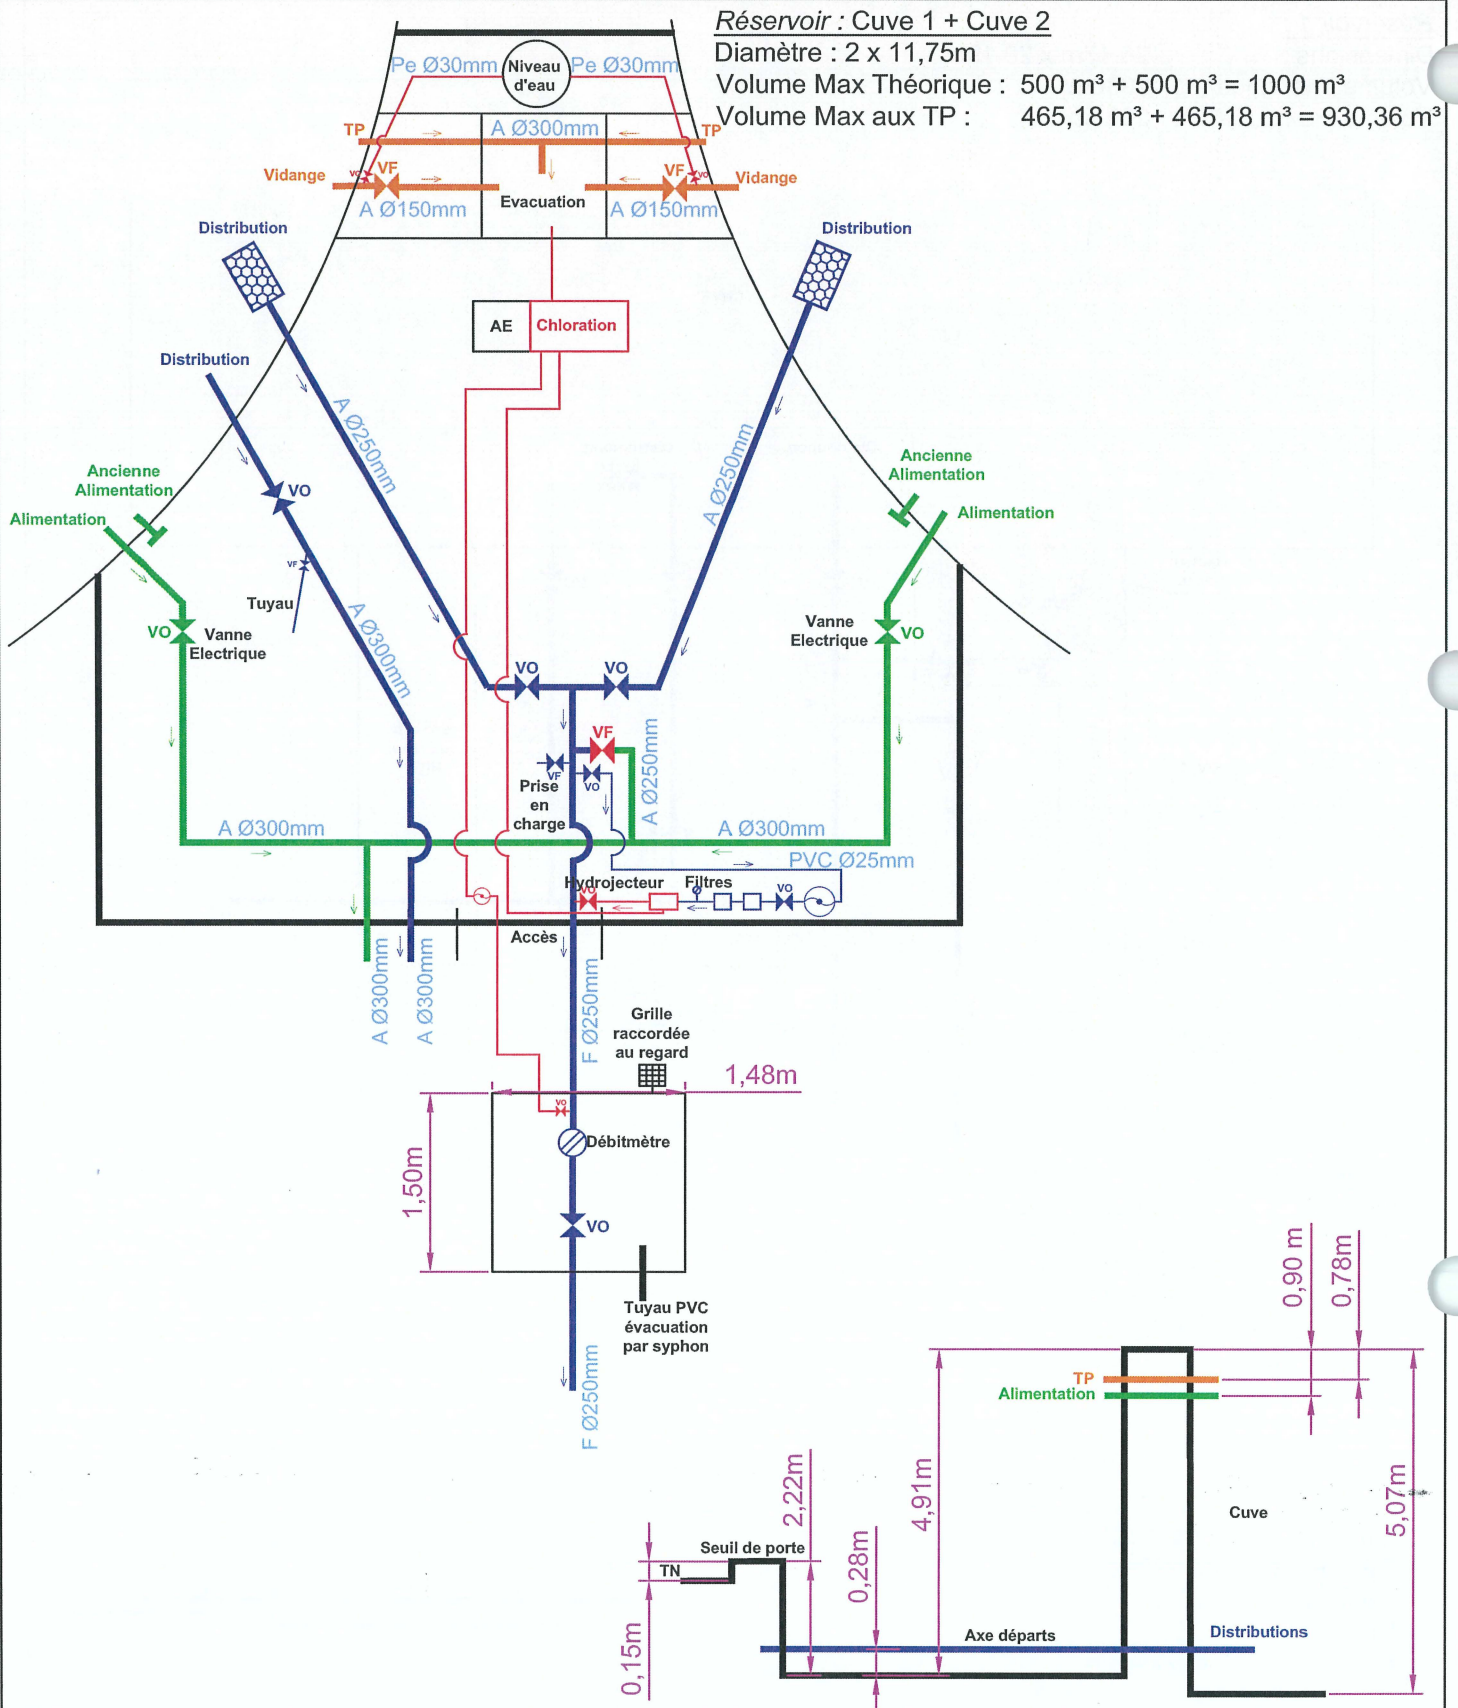 Réservoir : Cuve 1 + Cuve 2
Diamètre : 2 x 11,75m
Volume Max Théorique : 500 m³ + 500 m³ = 1000 m³
Volume Max aux TP : 465,18 m³ + 465,18 m³ = 930,36 m³
Pe Ø30mm
Niveau
d'eau
Pe Ø30mm
TP
A Ø300mm
TP
Vidange
VO
VF
VF
VO
Vidange
A Ø150mm
Evacuation
A Ø150mm
Distribution
Distribution
AE
Chloration
Distribution
A Ø250mm
A Ø250mm
Ancienne
Alimentation
Ancienne
Alimentation
Alimentation
VO
Alimentation
VF
Tuyau
A Ø300mm
VO
Vanne
Electrique
Vanne
Electrique
VO
VO
VO
VF
A Ø250mm
VF
VO
Prise
en
charge
A Ø300mm
A Ø300mm
PVC Ø25mm
Hydrojecteur
Filtres
VO
VO
Accès
A Ø300mm
A Ø300mm
F Ø250mm
Grille
raccordée
au regard
1,48m
VO
Débitmètre
1,50m
VO
Tuyau PVC
évacuation
par syphon
F Ø250mm
0,90 m
0,78m
TP
Alimentation
4,91m
5,07m
Cuve
2,22m
Seuil de porte
TN
0,28m
0,15m
Axe départs
Distributions